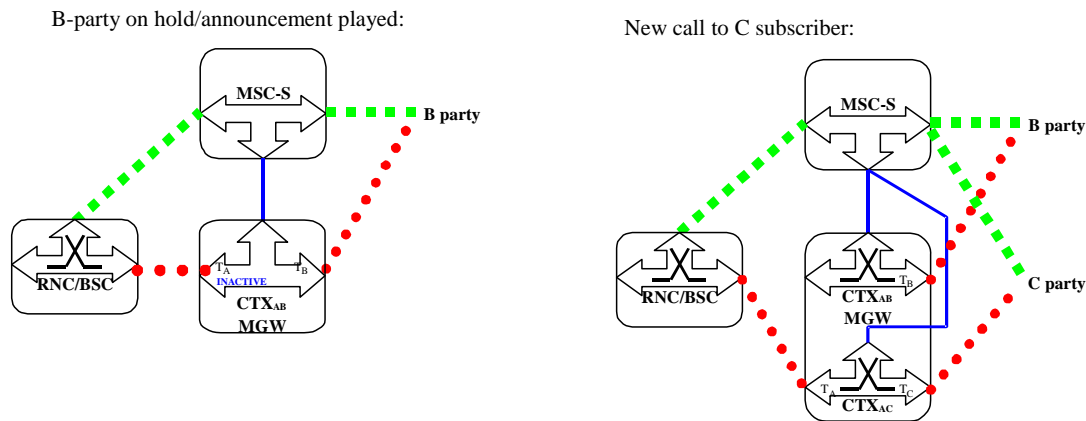 B-party on hold/announcement played:
MSC-S
B party
RNC/BSC
TA
TB
INACTIVE
CTXAB
MGW
New call to C subscriber:
MSC-S
B party
RNC/BSC
TB
CTXAB
MGW
C party
TA
TC
CTXAC